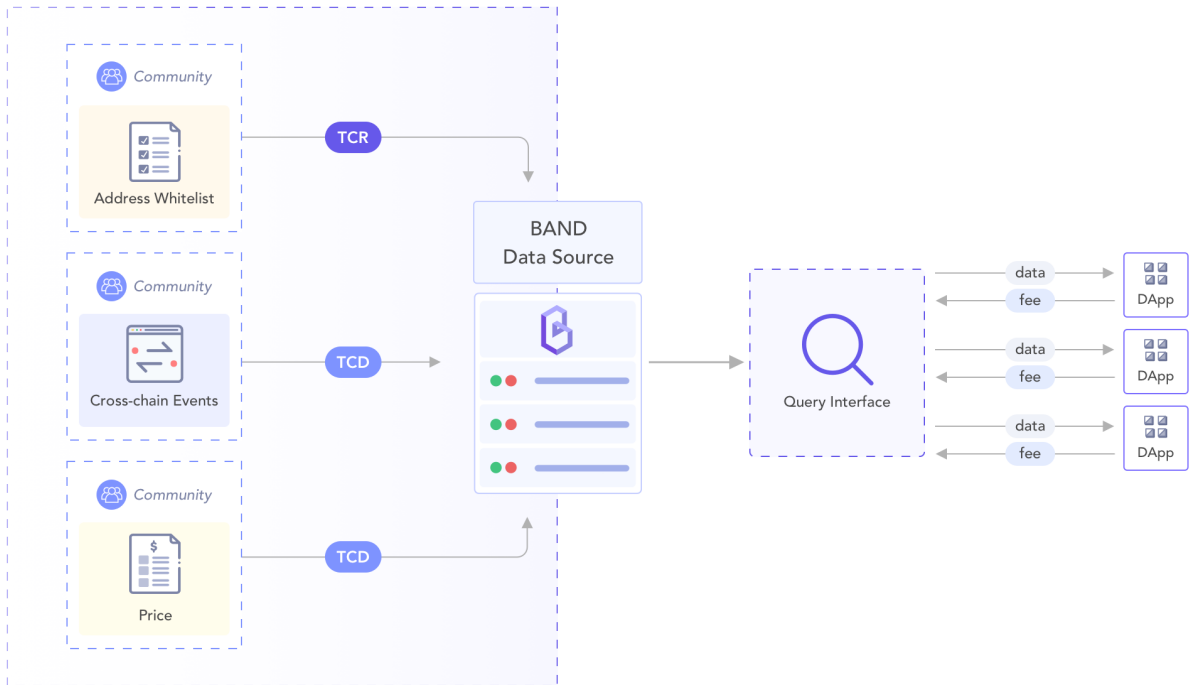 Community
Address Whitelist
TCR
Community
Cross-chain Events
TCD
Community
$
Price
TCD
BAND
Data Source
Query Interface
data
fee
DApp
data
fee
DApp
data
fee
DApp